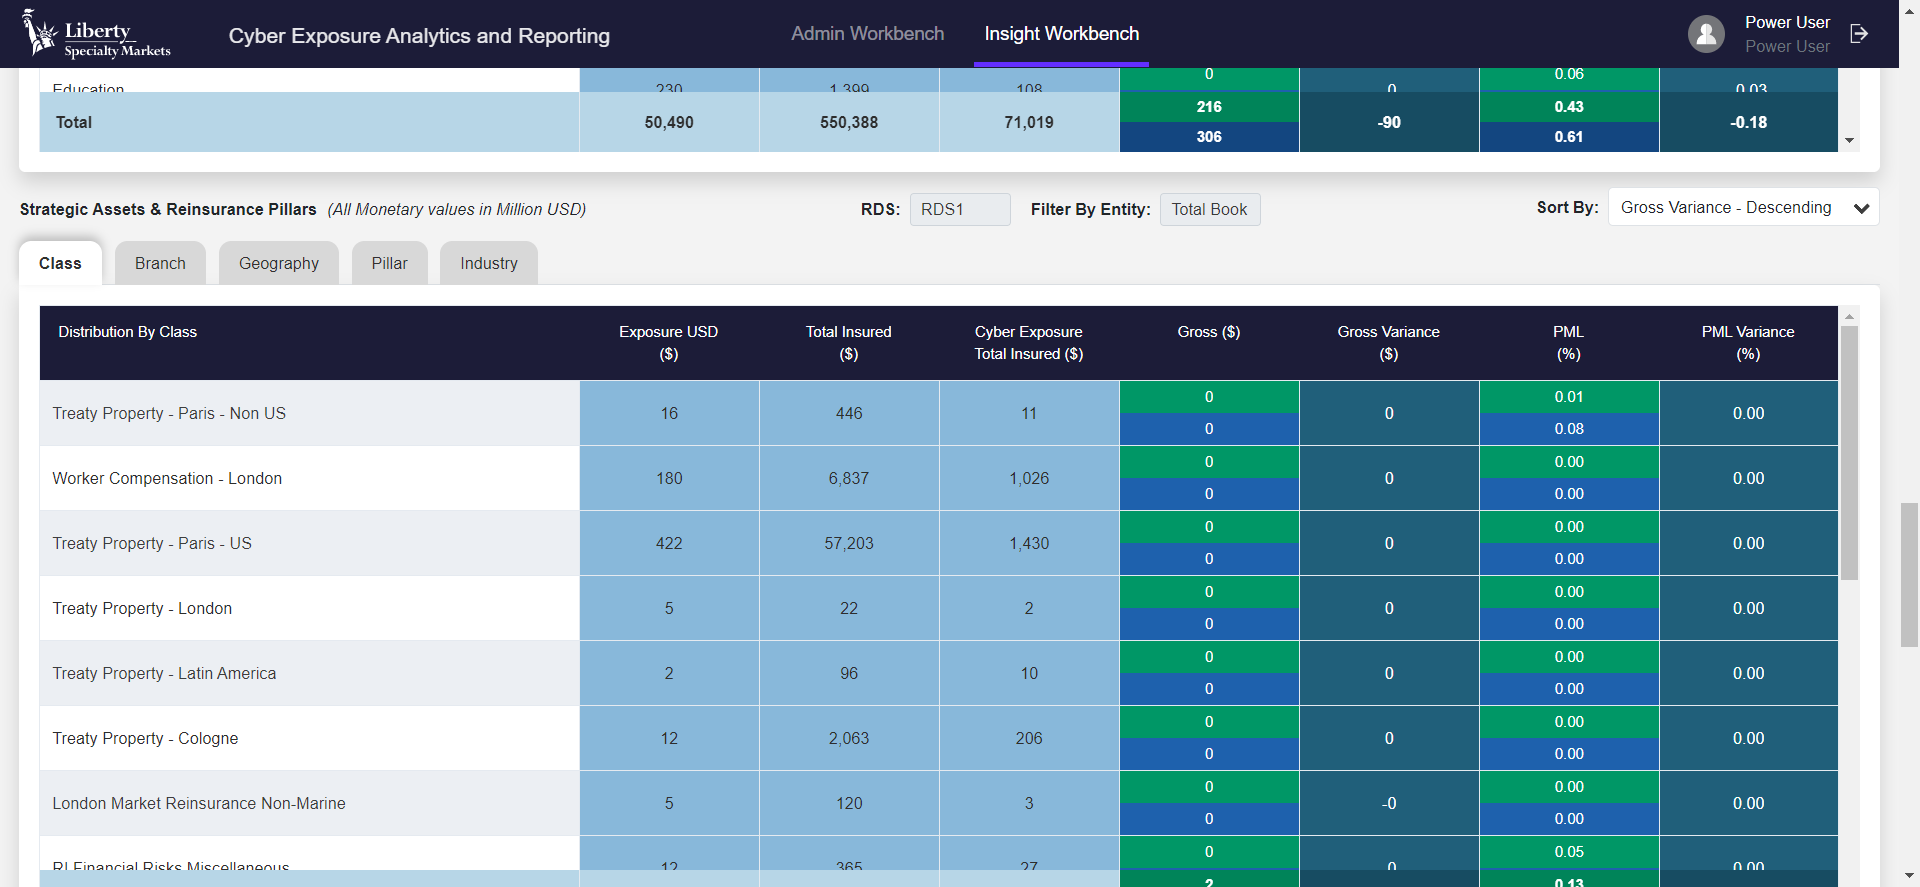 Liberty
Specialty Markets
Cyber Exposure Analytics and Reporting
Admin Workbench
Insight Workbench
Power User
Power User
Education 230 1,399 108 0 0 0.06 0.03
Total 50,490 550,388 71,019 216 306 -90 0.43 0.61 -0.18
Strategic Assets & Reinsurance Pillars (All Monetary values in Million USD)
RDS: RDS1 Filter By Entity: Total Book
Sort By: Gross Variance - Descending
Class Branch Geography Pillar Industry
Distribution By Class Exposure USD ($) Total Insured ($) Cyber Exposure Total Insured ($) Gross ($) Gross Variance ($) PML (%) PML Variance (%)
Treaty Property - Paris - Non US 16 446 11 0 0 0 0.01 0.08 0.00
Worker Compensation - London 180 6,837 1,026 0 0 0 0.00 0.00 0.00
Treaty Property - Paris - US 422 57,203 1,430 0 0 0 0.00 0.00 0.00
Treaty Property - London 5 22 2 0 0 0 0.00 0.00 0.00
Treaty Property - Latin America 2 96 10 0 0 0 0.00 0.00 0.00
Treaty Property - Cologne 12 2,063 206 0 0 0 0.00 0.00 0.00
London Market Reinsurance Non-Marine 5 120 3 0 0 -0 0.00 0.00 0.00
RI Financial Risks Miscellaneous 12 365 27 0 0 0.05 0.00
2 0.13